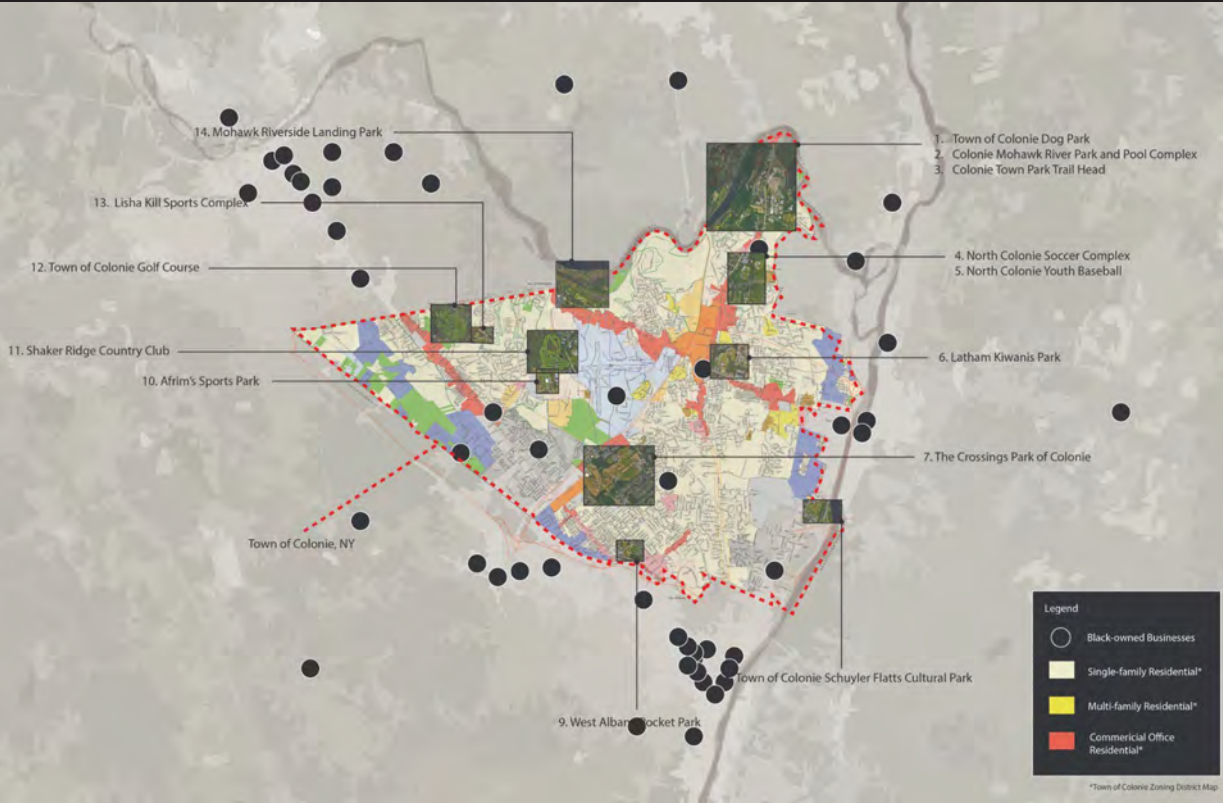 14. Mohawk Riverside Landing Park
1. Town of Colonie Dog Park
2. Colonie Mohawk River Park and Pool Complex
3. Colonie Town Park Trail Head
13. Lisha Kill Sports Complex
4. North Colonie Soccer Complex
5. North Colonie Youth Baseball
12. Town of Colonie Golf Course
11. Shaker Ridge Country Club
6. Latham Kiwanis Park
10. Afrim's Sports Park
7. The Crossings Park of Colonie
Town of Colonie, NY
Town of Colonie Schuyler Flatts Cultural Park
9. West Albany Pocket Park
Legend
Black-owned Businesses
Single-family Residential*
Multi-family Residential*
Commericial Office
Residential*
*Town of Colonie Zoning District Map